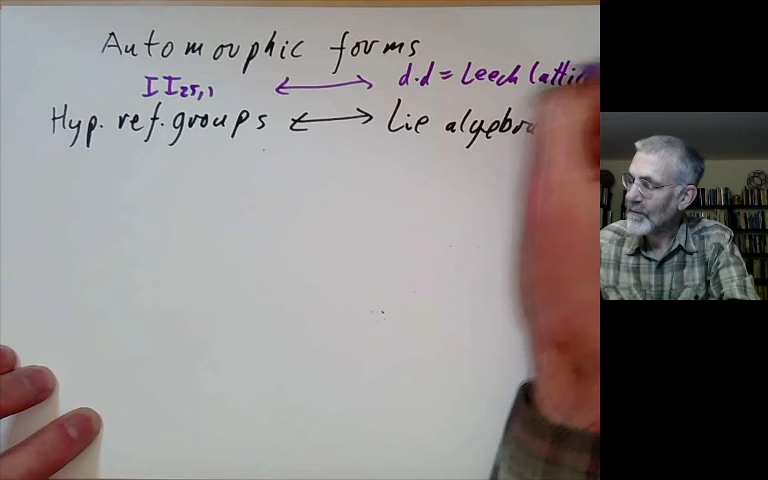 Automorphic forms
II₂₅,₁ ⟷ d.d = Leech
Hyp. ref. groups ⟷ Lie